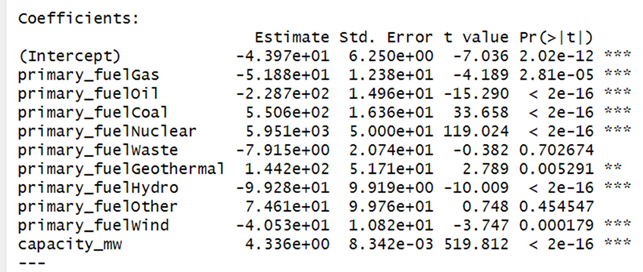 Coefficients:
Estimate Std. Error t value Pr(>|t|)
(Intercept) -4.397e+01 6.250e+00 -7.036 2.02e-12 ***
primary_fuelGas -5.188e+01 1.238e+01 -4.189 2.81e-05 ***
primary_fuelOil -2.287e+02 1.496e+01 -15.290 < 2e-16 ***
primary_fuelCoal 5.506e+02 1.636e+01 33.658 < 2e-16 ***
primary_fuelNuclear 5.951e+03 5.000e+01 119.024 < 2e-16 ***
primary_fuelWaste -7.915e+00 2.074e+01 -0.382 0.702674
primary_fuelGeothermal 1.442e+02 5.171e+01 2.789 0.005291 **
primary_fuelHydro -9.928e+01 9.919e+00 -10.009 < 2e-16 ***
primary_fuelOther 7.461e+01 9.976e+01 0.748 0.454547
primary_fuelWind -4.053e+01 1.082e+01 -3.747 0.000179 ***
capacity_mw 4.336e+00 8.342e-03 519.812 < 2e-16 ***
---